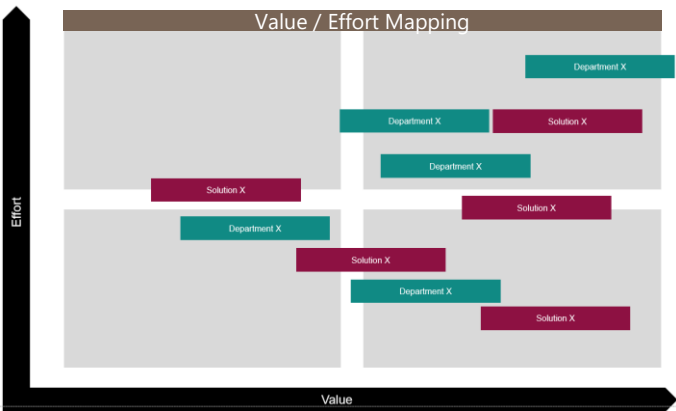 Value / Effort Mapping
Department X
Department X
Solution X
Department X
Solution X
Solution X
Department X
Solution X
Department X
Solution X
Effort
Value